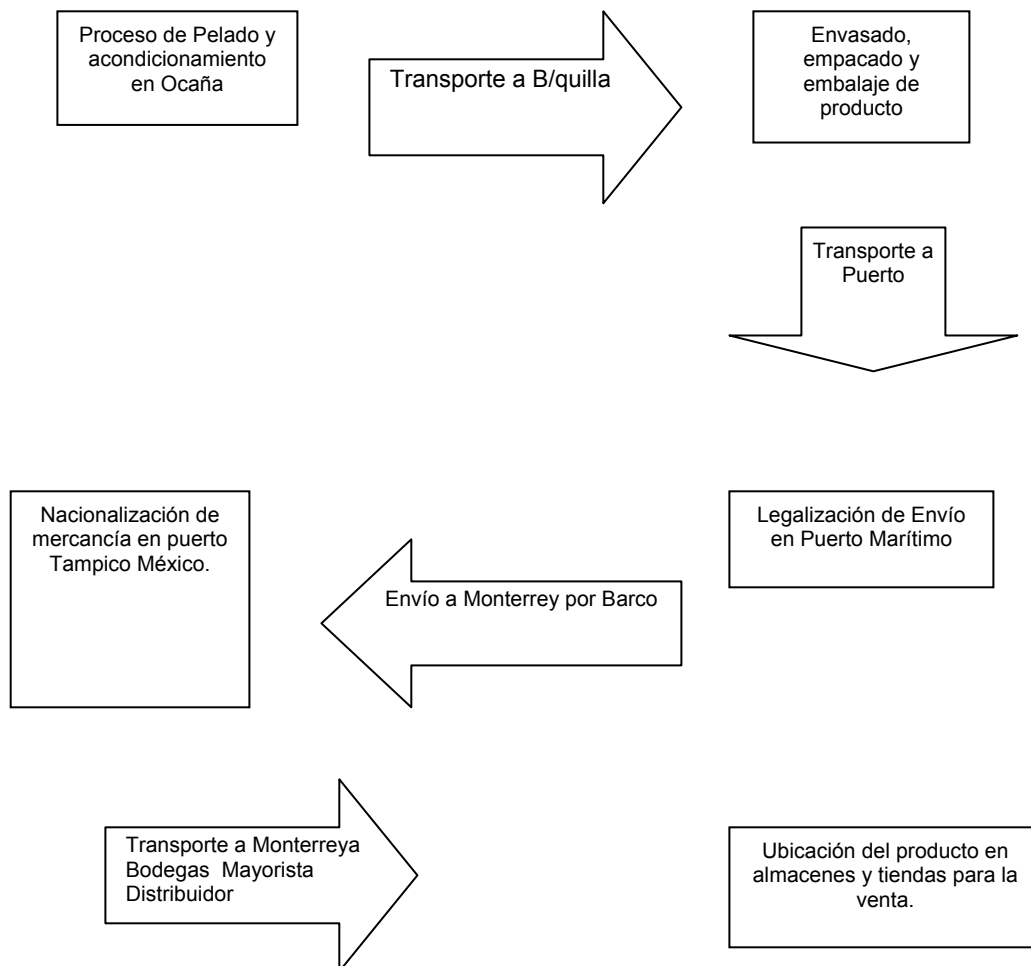 Proceso de Pelado y
acondicionamiento
en Ocaña
Transporte a B/quilla
Envasado,
empacado y
embalaje de
producto
Transporte a
Puerto
Legalización de Envío
en Puerto Marítimo
Envío a Monterrey por Barco
Nacionalización de
mercancía en puerto
Tampico México.
Transporte a Monterreya
Bodegas  Mayorista
Distribuidor
Ubicación del producto en
almacenes y tiendas para la
venta.